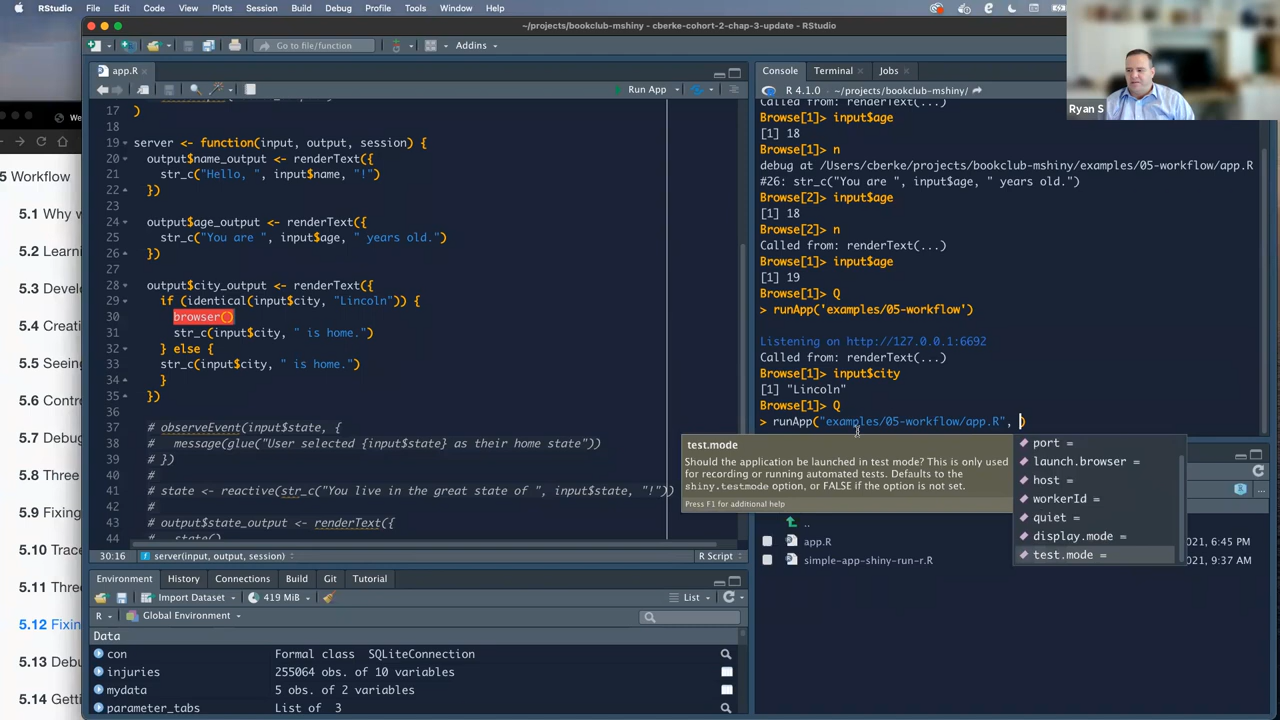 RStudio File Edit Code View Plots Session Build Debug Profile Tools Window Help
~/projects/bookclub-mshiny - cberke-cohort-2-chap-3-update - RStudio
Go to file/function
Addins
app.R
Run App
17 )
18
19 server <- function(input, output, session) {
20 output$name_output <- renderText({
21 str_c("Hello, ", input$name, "!")
22 })
23
24 output$age_output <- renderText({
25 str_c("You are ", input$age, " years old.")
26 })
27
28 output$city_output <- renderText({
29 if (identical(input$city, "Lincoln")) {
30 browser()
31 str_c(input$city, " is home.")
32 } else {
33 str_c(input$city, " is home.")
34 }
35 })
36
37 # observeEvent(input$state, {
38 # message(glue("User selected {input$state} as their home state"))
39 # })
40
41 # state <- reactive(str_c("You live in the great state of ", input$state, "!"))
42 #
43 # output$state_output <- renderText({
44 # state()
30:16 server(input, output, session) R Script
Environment History Connections Build Git Tutorial
Import Dataset 419 MiB List
R Global Environment
Data
con Formal class SQLiteConnection
injuries 255064 obs. of 10 variables
mydata 5 obs. of 2 variables
parameter_tabs List of 3
Console Terminal Jobs
R 4.1.0 · ~/projects/bookclub-mshiny/
Called from: renderText(...)
Browse[1]> input$age
[1] 18
Browse[1]> n
debug at /Users/cberke/projects/bookclub-mshiny/examples/05-workflow/app.R
#26: str_c("You are ", input$age, " years old.")
Browse[2]> input$age
[1] 18
Browse[2]> n
Called from: renderText(...)
Browse[1]> input$age
[1] 19
Browse[1]> Q
> runApp('examples/05-workflow')
Listening on http://127.0.0.1:6692
Called from: renderText(...)
Browse[1]> input$city
[1] "Lincoln"
Browse[1]> Q
> runApp("examples/05-workflow/app.R", )
test.mode
Should the application be launched in test mode? This is only used
for recording or running automated tests. Defaults to the
shiny.testmode option, or FALSE if the option is not set.
Press F1 for additional help
port =
launch.browser =
host =
workerId =
quiet =
display.mode =
test.mode =
..
app.R 021, 6:45 PM
simple-app-shiny-run-r.R 021, 9:37 AM
Ryan S
We
5 Workflow
5.1 Why
5.2 Learni
5.3 Devel
5.4 Creati
5.5 Seeing
5.6 Contr
5.7 Three
5.8 Three
5.9 Fixing
5.10 Trace
5.11 Three
5.12 Fixin
5.13 Debu
5.14 Getti